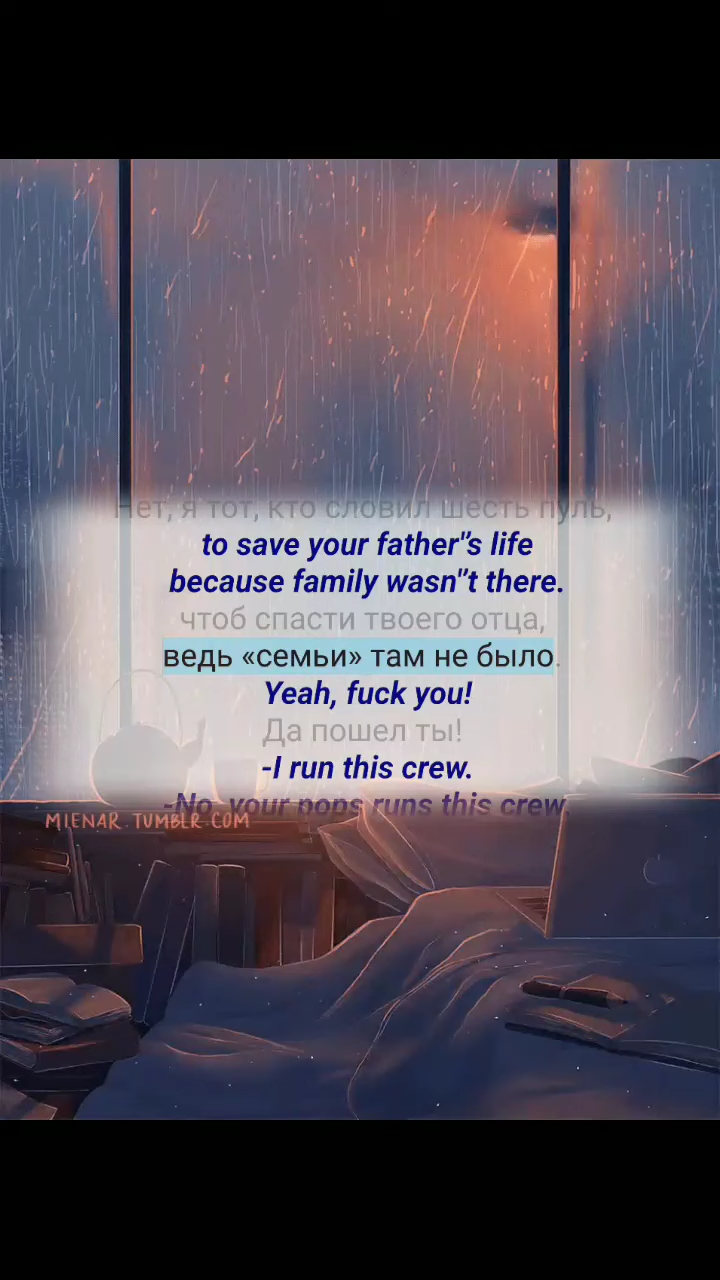 Нет, я тот, кто словил шесть пуль,
to save your father"s life
because family wasn"t there.
чтоб спасти твоего отца,
ведь «семьи» там не было.
Yeah, fuck you!
Да пошел ты!
-I run this crew.
-No, your pops runs this crew.
MIENAR.TUMBLR.COM